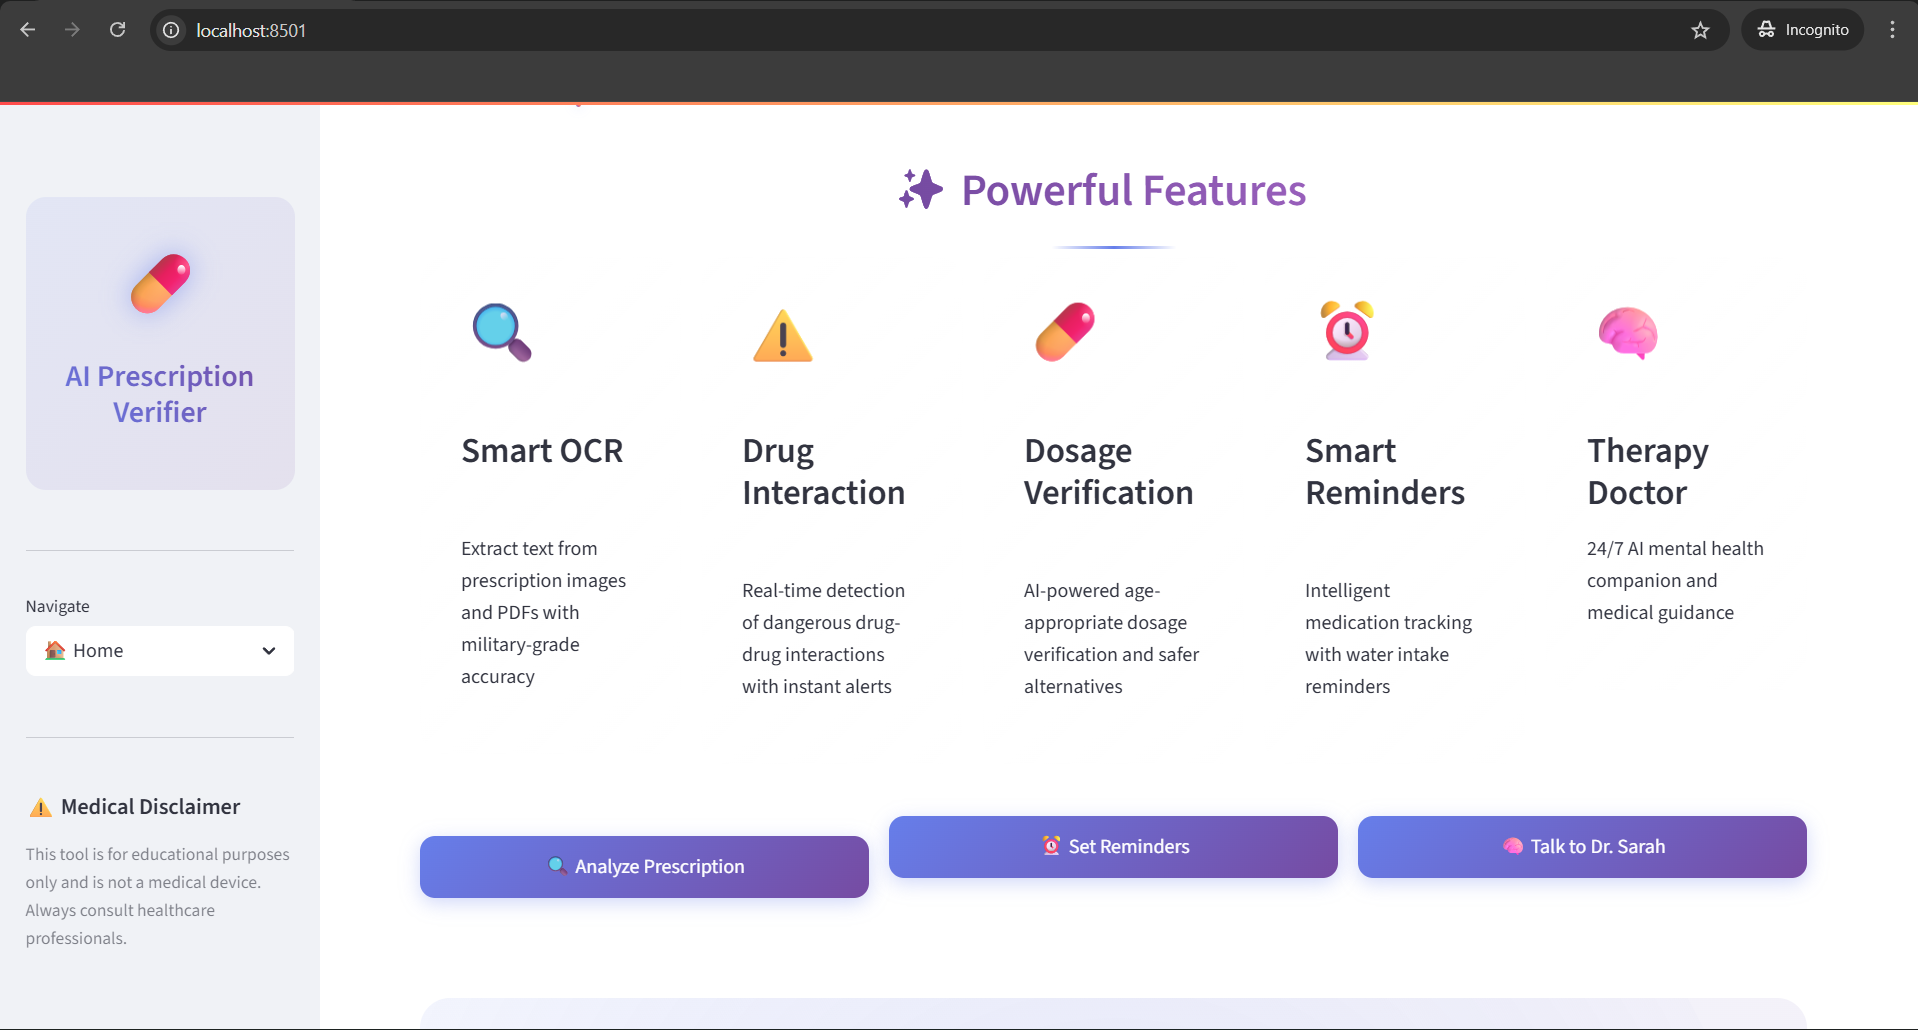 localhost:8501
Incognito
AI Prescription
Verifier
Navigate
Home
Medical Disclaimer
This tool is for educational purposes
only and is not a medical device.
Always consult healthcare
professionals.
Powerful Features
Smart OCR
Extract text from
prescription images
and PDFs with
military-grade
accuracy
Drug
Interaction
Real-time detection
of dangerous drug-
drug interactions
with instant alerts
Dosage
Verification
AI-powered age-
appropriate dosage
verification and safer
alternatives
Smart
Reminders
Intelligent
medication tracking
with water intake
reminders
Therapy
Doctor
24/7 AI mental health
companion and
medical guidance
Analyze Prescription
Set Reminders
Talk to Dr. Sarah